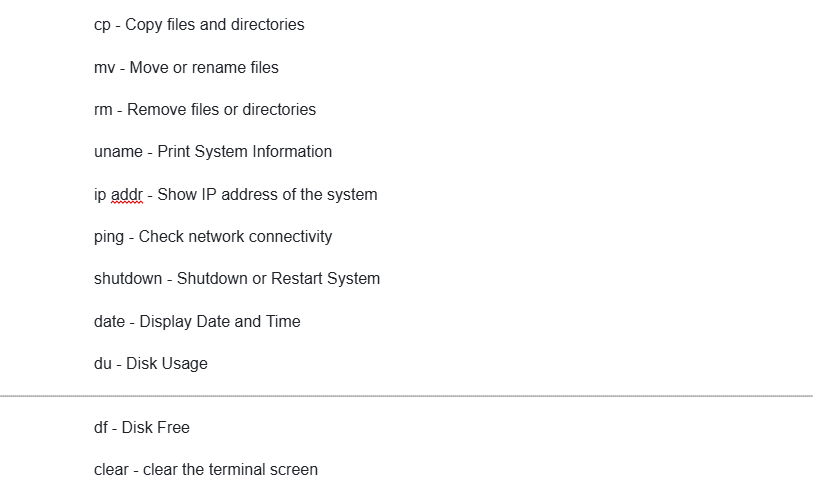 cp - Copy files and directories
mv - Move or rename files
rm - Remove files or directories
uname - Print System Information
ip addr - Show IP address of the system
ping - Check network connectivity
shutdown - Shutdown or Restart System
date - Display Date and Time
du - Disk Usage
df - Disk Free
clear - clear the terminal screen